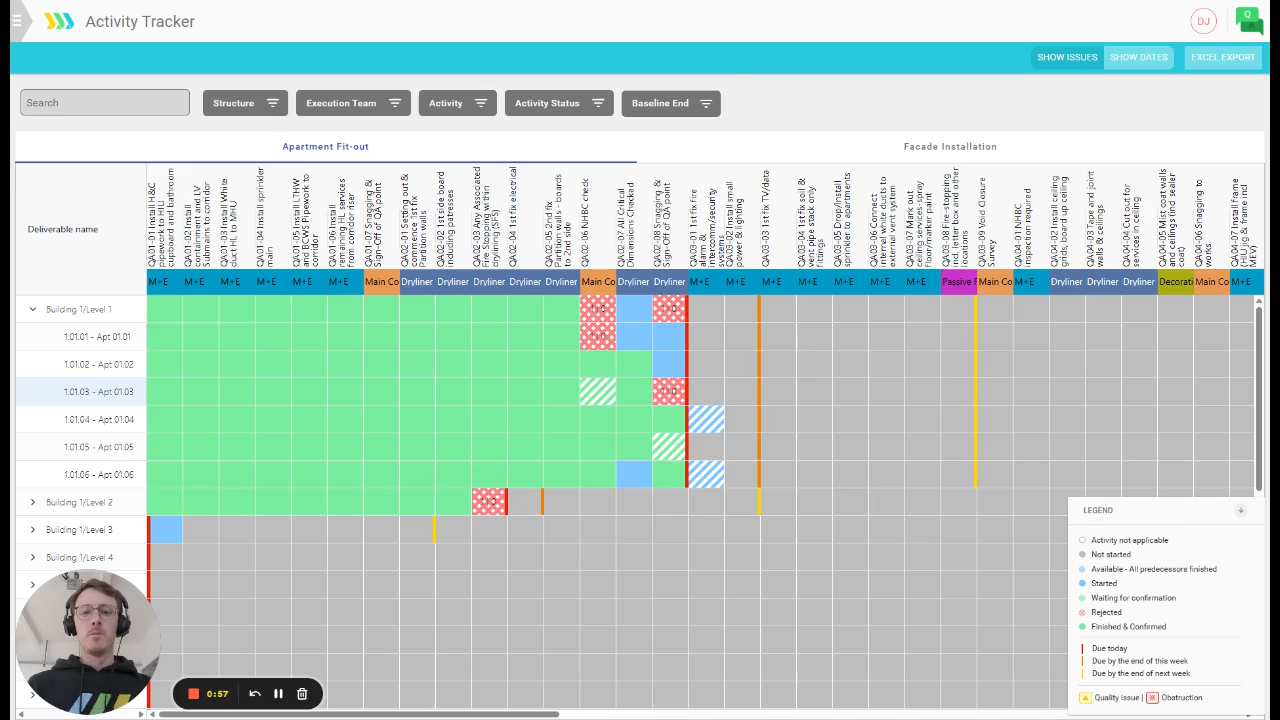 Activity Tracker
DJ
Q
A
SHOW ISSUES
SHOW DATES
EXCEL EXPORT
Search
Structure
Execution Team
Activity
Activity Status
Baseline End
Apartment Fit-out
Facade Installation
Deliverable name
QA01-01 Install H&C pipework to HIU cupboard and bathroom
QA01-02 Install containment and LV Submains to corridor
QA01-03 Install White duct HL to MHU
QA01-04 Install sprinkler main
QA01-05 Install LTHW and BCWS Pipework to corridor
QA01-06 Install remaining HL services from corridor riser
QA01-07 Snagging & Sign-Off of QA point
QA02-01 Setting out & commence 1st fix Partition walls
QA02-02 1st side board including patresses
QA02-03 Any Associated Fire Stopping within drylining (SFS)
QA02-04 1st fix electrical
QA02-05 2nd fix Partition walls - boards to 2nd side
QA02-06 NHBC check
QA02-07 All Critical Dimensions Checked
QA02-08 Snagging & Sign-Off of QA point
QA03-01 1st fix fire alarm & intercomm/security systems
QA03-02 Install small power & lighting
QA03-03 1st fix TV/data
QA03-04 1st fix soil & vent pipe stack only fittings
QA03-05 Drop/Install sprinkler to apartments
QA03-06 Connect internal white ducts to external vent system
QA03-07 Mark out ceiling services-spray floor/marker paint
QA03-08 Fire-stopping incl. letter box and other locations
QA03-09 Void Closure Survey
QA04-01 NHBC inspection required
QA04-02 Install ceiling grids, board up ceiling
QA04-03 Tape and joint walls & ceilings
QA04-04 Cut out for services in ceiling
QA04-05 Mist coat walls and ceilings (ind sealer coat)
QA04-06 Snagging to works
M+E
M+E
M+E
M+E
M+E
M+E
Main Co
Dryliner
Dryliner
Dryliner
Dryliner
Dryliner
Main Co
Dryliner
Dryliner
M+E
M+E
M+E
M+E
M+E
M+E
M+E
Passive F
Main Co
M+E
Dryliner
Dryliner
Dryliner
Decorati
Main Co
M+E
Building 1/Level 1
1.01.01 - Apt 01.01
1.01.02 - Apt 01.02
1.01.03 - Apt 01.03
1.01.04 - Apt 01.04
1.01.05 - Apt 01.05
1.01.06 - Apt 01.06
Building 1/Level 2
Building 1/Level 3
Building 1/Level 4
LEGEND
Activity not applicable
Not started
Available - All predecessors finished
Started
Waiting for confirmation
Rejected
Finished & Confirmed
Due today
Due by the end of this week
Due by the end of next week
Quality Issue | Obstruction
0:57